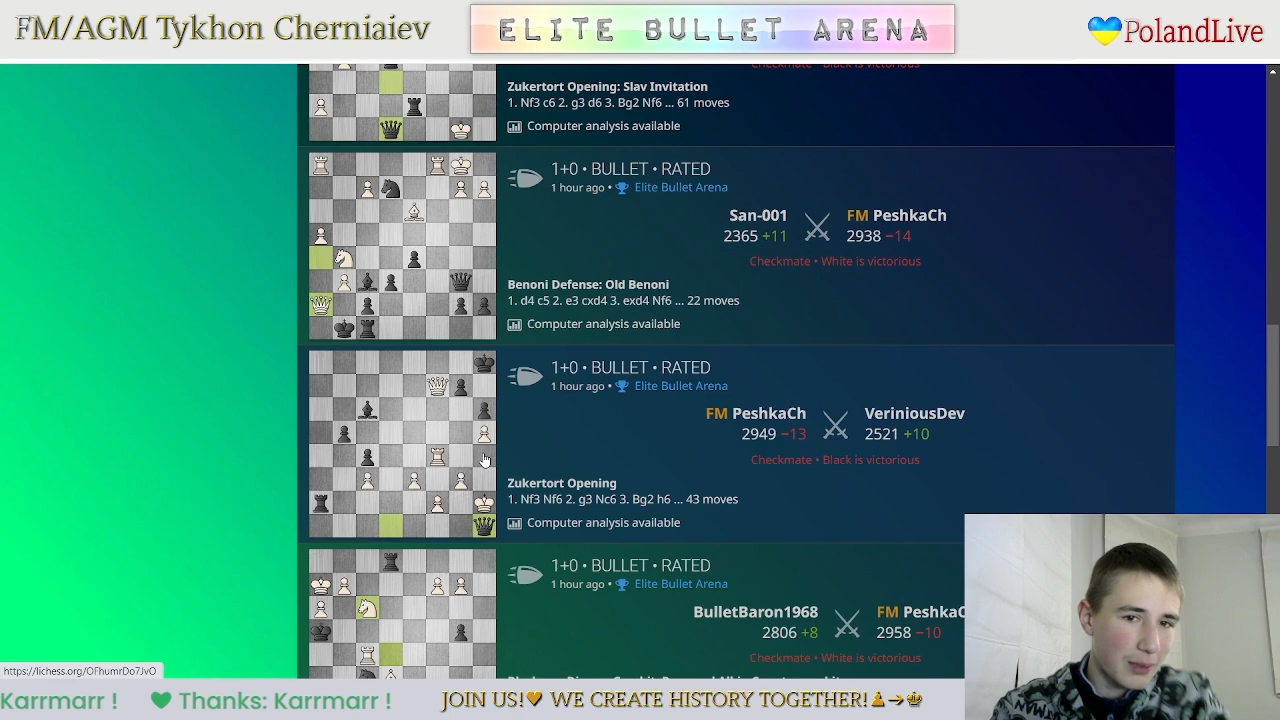 FM/AGM Tykhon Cherniaiev
ELITE BULLET ARENA
PolandLive
Checkmate • Black is victorious
Zukertort Opening: Slav Invitation
1. Nf3 c6 2. g3 d6 3. Bg2 Nf6 ... 61 moves
Computer analysis available
1+0 • BULLET • RATED
1 hour ago • Elite Bullet Arena
San-001 FM PeshkaCh
2365 +11 2938 −14
Checkmate • White is victorious
Benoni Defense: Old Benoni
1. d4 c5 2. e3 cxd4 3. exd4 Nf6 ... 22 moves
Computer analysis available
1+0 • BULLET • RATED
1 hour ago • Elite Bullet Arena
FM PeshkaCh VeriniousDev
2949 −13 2521 +10
Checkmate • Black is victorious
Zukertort Opening
1. Nf3 Nf6 2. g3 Nc6 3. Bg2 h6 ... 43 moves
Computer analysis available
1+0 • BULLET • RATED
1 hour ago • Elite Bullet Arena
BulletBaron1968 FM PeshkaC
2806 +8 2958 −10
Checkmate • White is victorious
https://lichess.org/OFhumrDo7JvO
Karrmarr ! Thanks: Karrmarr !
JOIN US! WE CREATE HISTORY TOGETHER!